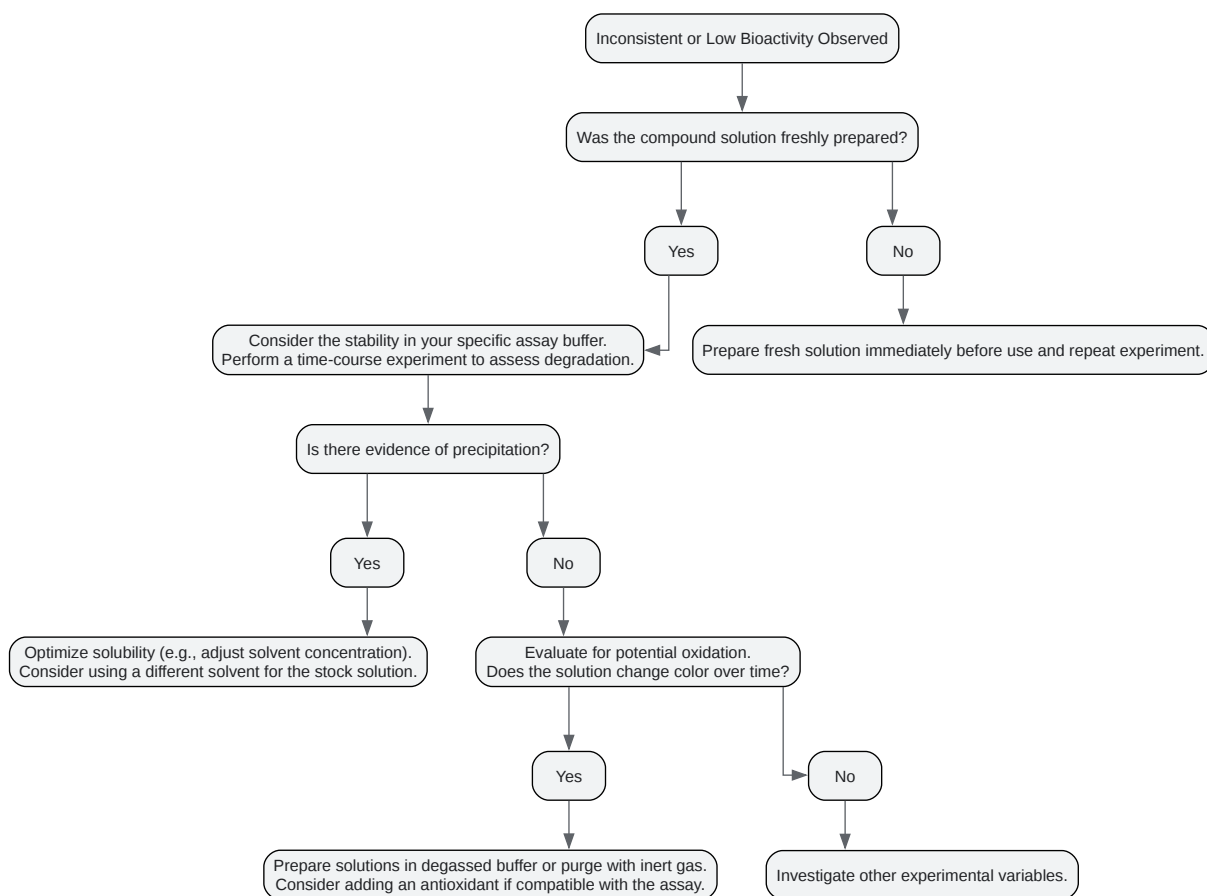 Inconsistent or Low Bioactivity Observed
Was the compound solution freshly prepared?
Yes
No
Consider the stability in your specific assay buffer.
Perform a time-course experiment to assess degradation.
Prepare fresh solution immediately before use and repeat experiment.
Is there evidence of precipitation?
Yes
No
Optimize solubility (e.g., adjust solvent concentration).
Consider using a different solvent for the stock solution.
Evaluate for potential oxidation.
Does the solution change color over time?
Yes
No
Prepare solutions in degassed buffer or purge with inert gas.
Consider adding an antioxidant if compatible with the assay.
Investigate other experimental variables.